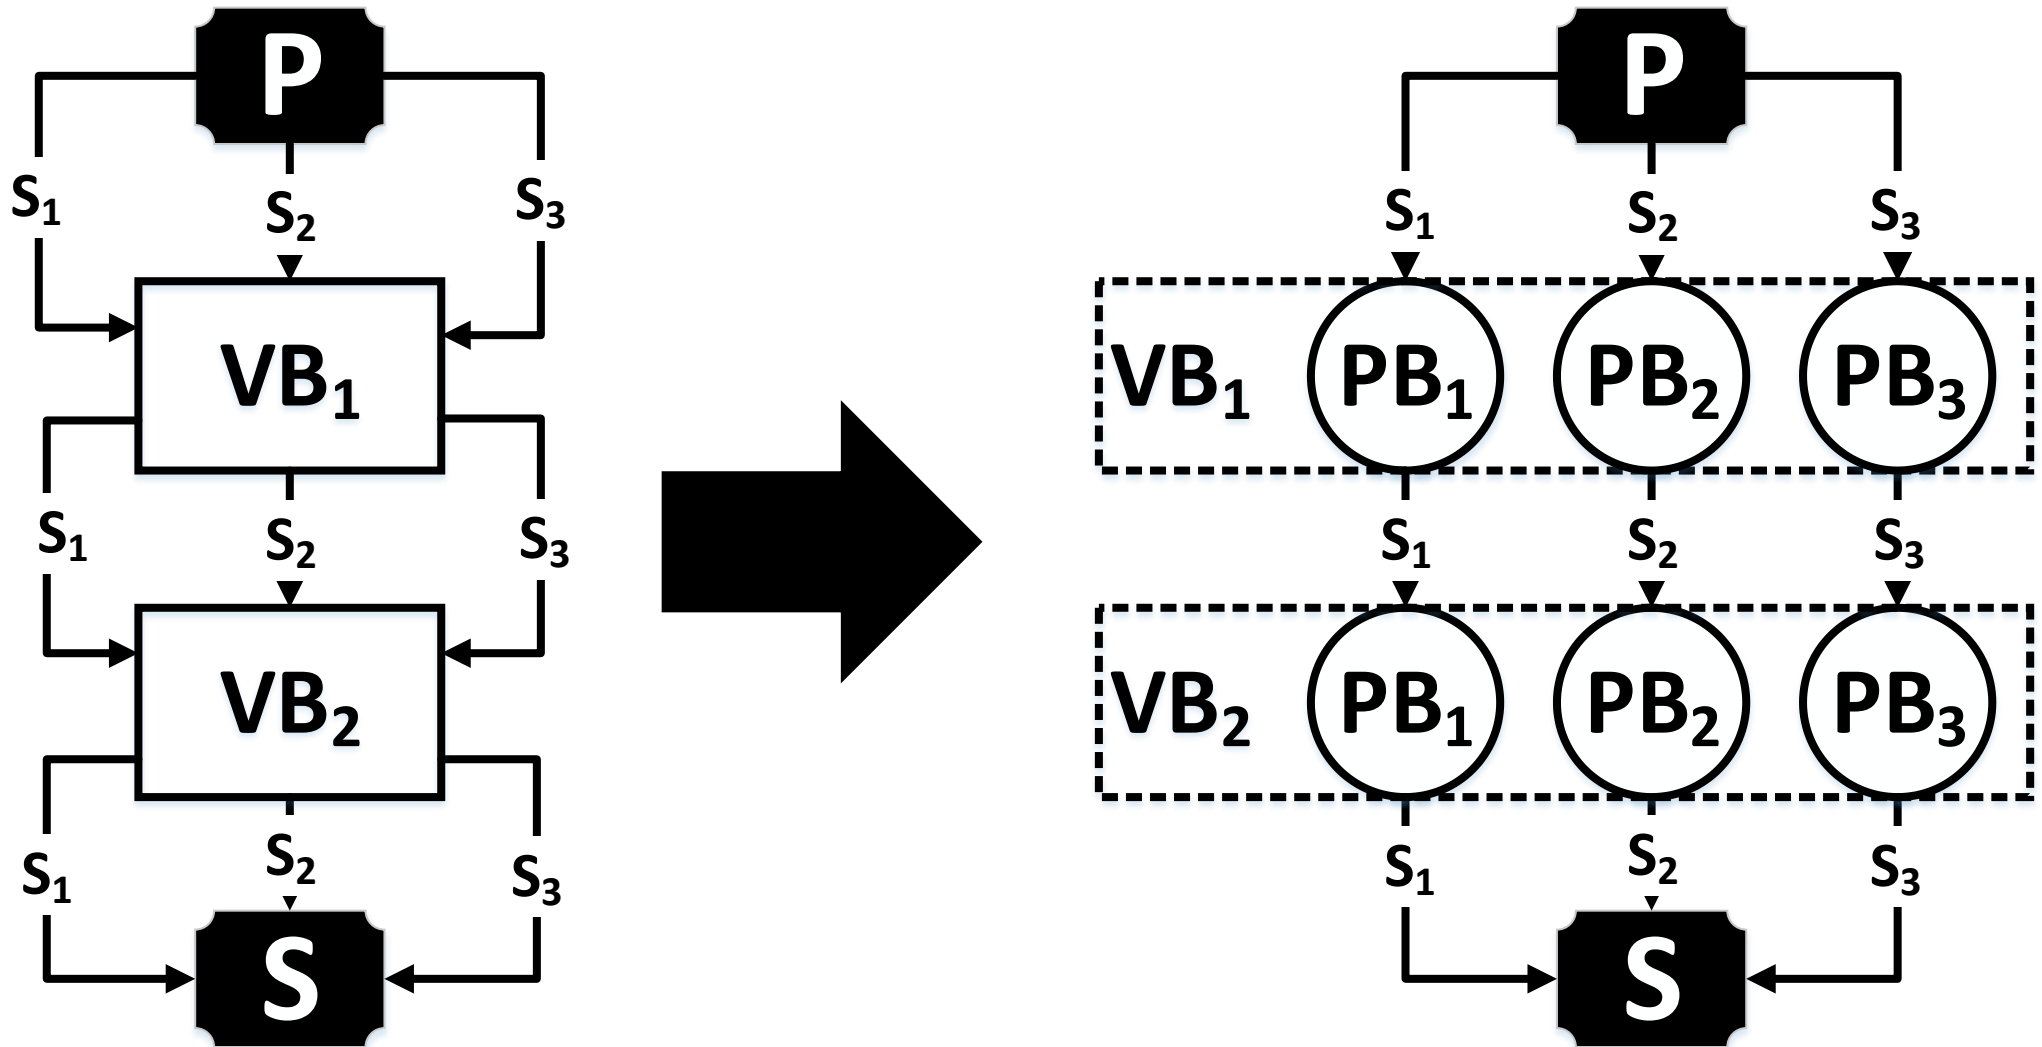 P
S₁ S₂ S₃
VB₁
S₁ S₂ S₃
VB₂
S₁ S₂ S₃
S
P
S₁ S₂ S₃
VB₁ PB₁ PB₂ PB₃
S₁ S₂ S₃
VB₂ PB₁ PB₂ PB₃
S₁ S₂ S₃
S